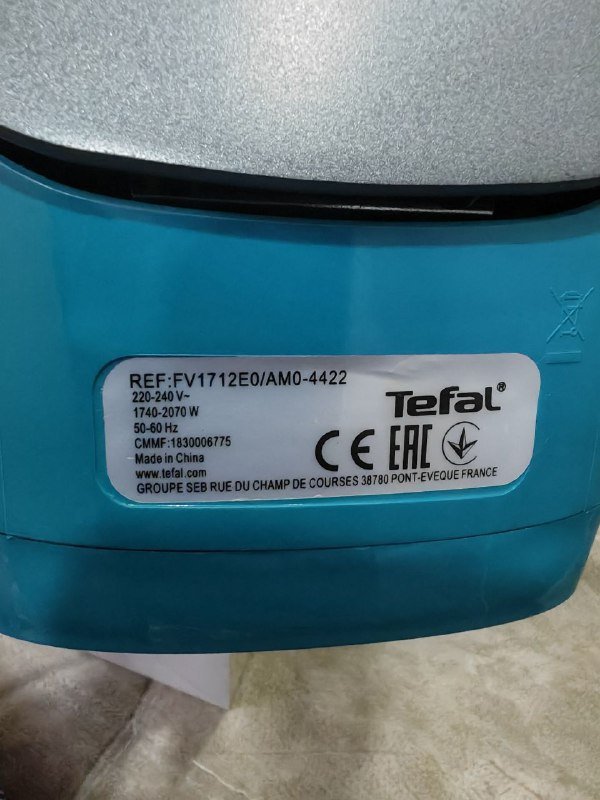 REF:FV1712E0/AM0-4422
220-240 V~
1740-2070 W
50-60 Hz
CMMF:1830006775
Made in China
www.tefal.com
GROUPE SEB RUE DU CHAMP DE COURSES 38780 PONT-EVEQUE FRANCE
Tefal®
CE EAC